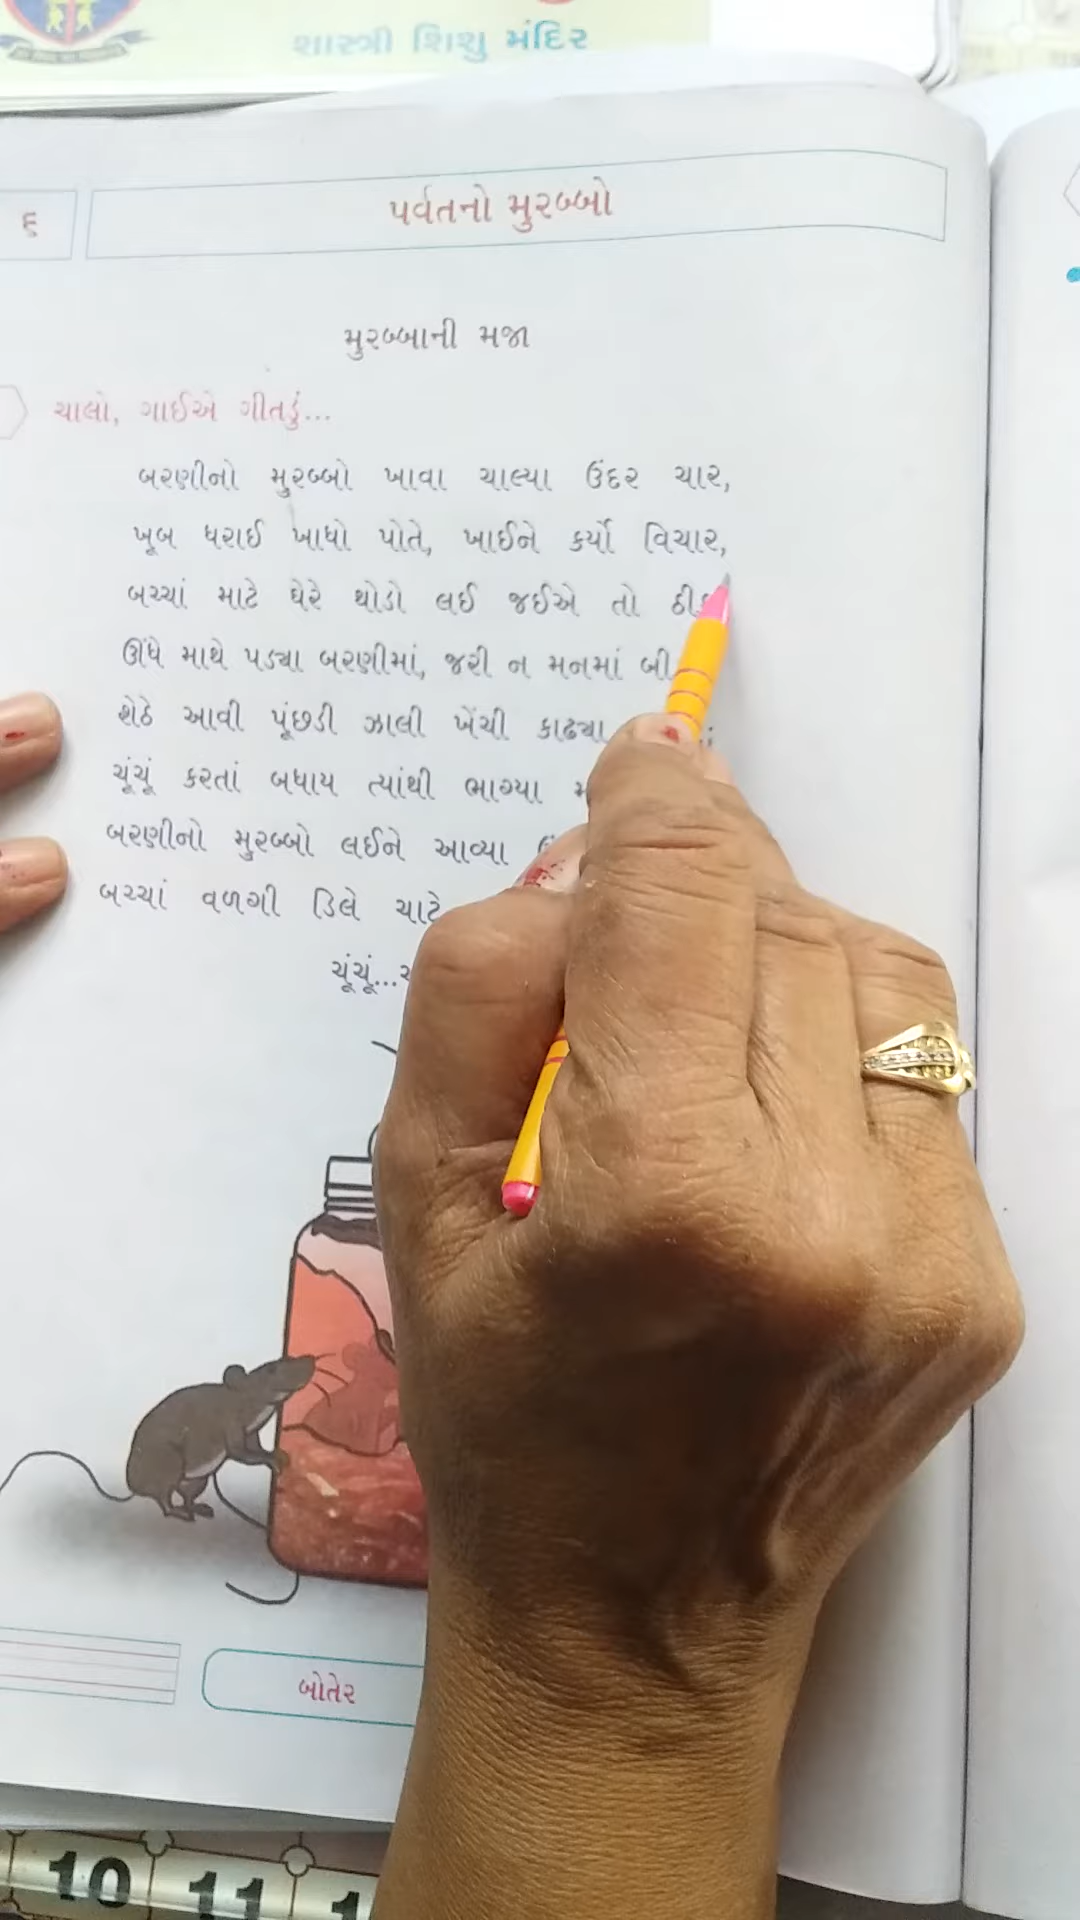 શાસ્ત્રી શિશુ મંદિર
૬
પર્વતનો મુરબ્બો
મુરબ્બાની મજા
ચાલો, ગાઈએ ગીતડું...
બરણીનો મુરબ્બો ખાવા ચાલ્યા ઉંદર ચાર,
ખૂબ ધરાઈ ખાધો પોતે, ખાઈને કર્યો વિચાર,
બચ્ચાં માટે ઘેરે થોડો લઈ જઈએ તો
ઊંધે માથે પડ્યા બરણીમાં, જરી ન મનમાં
શેઠે આવી પૂંછડી ઝાલી ખેંચી કાઢ્યા
ચૂંચૂં કરતાં બધાય ત્યાંથી ભાગ્યા
બરણીનો મુરબ્બો લઈને આવ્યા
બચ્ચાં વળગી ડિલે ચાટે
ચૂંચૂં...
બોતેર
10 11